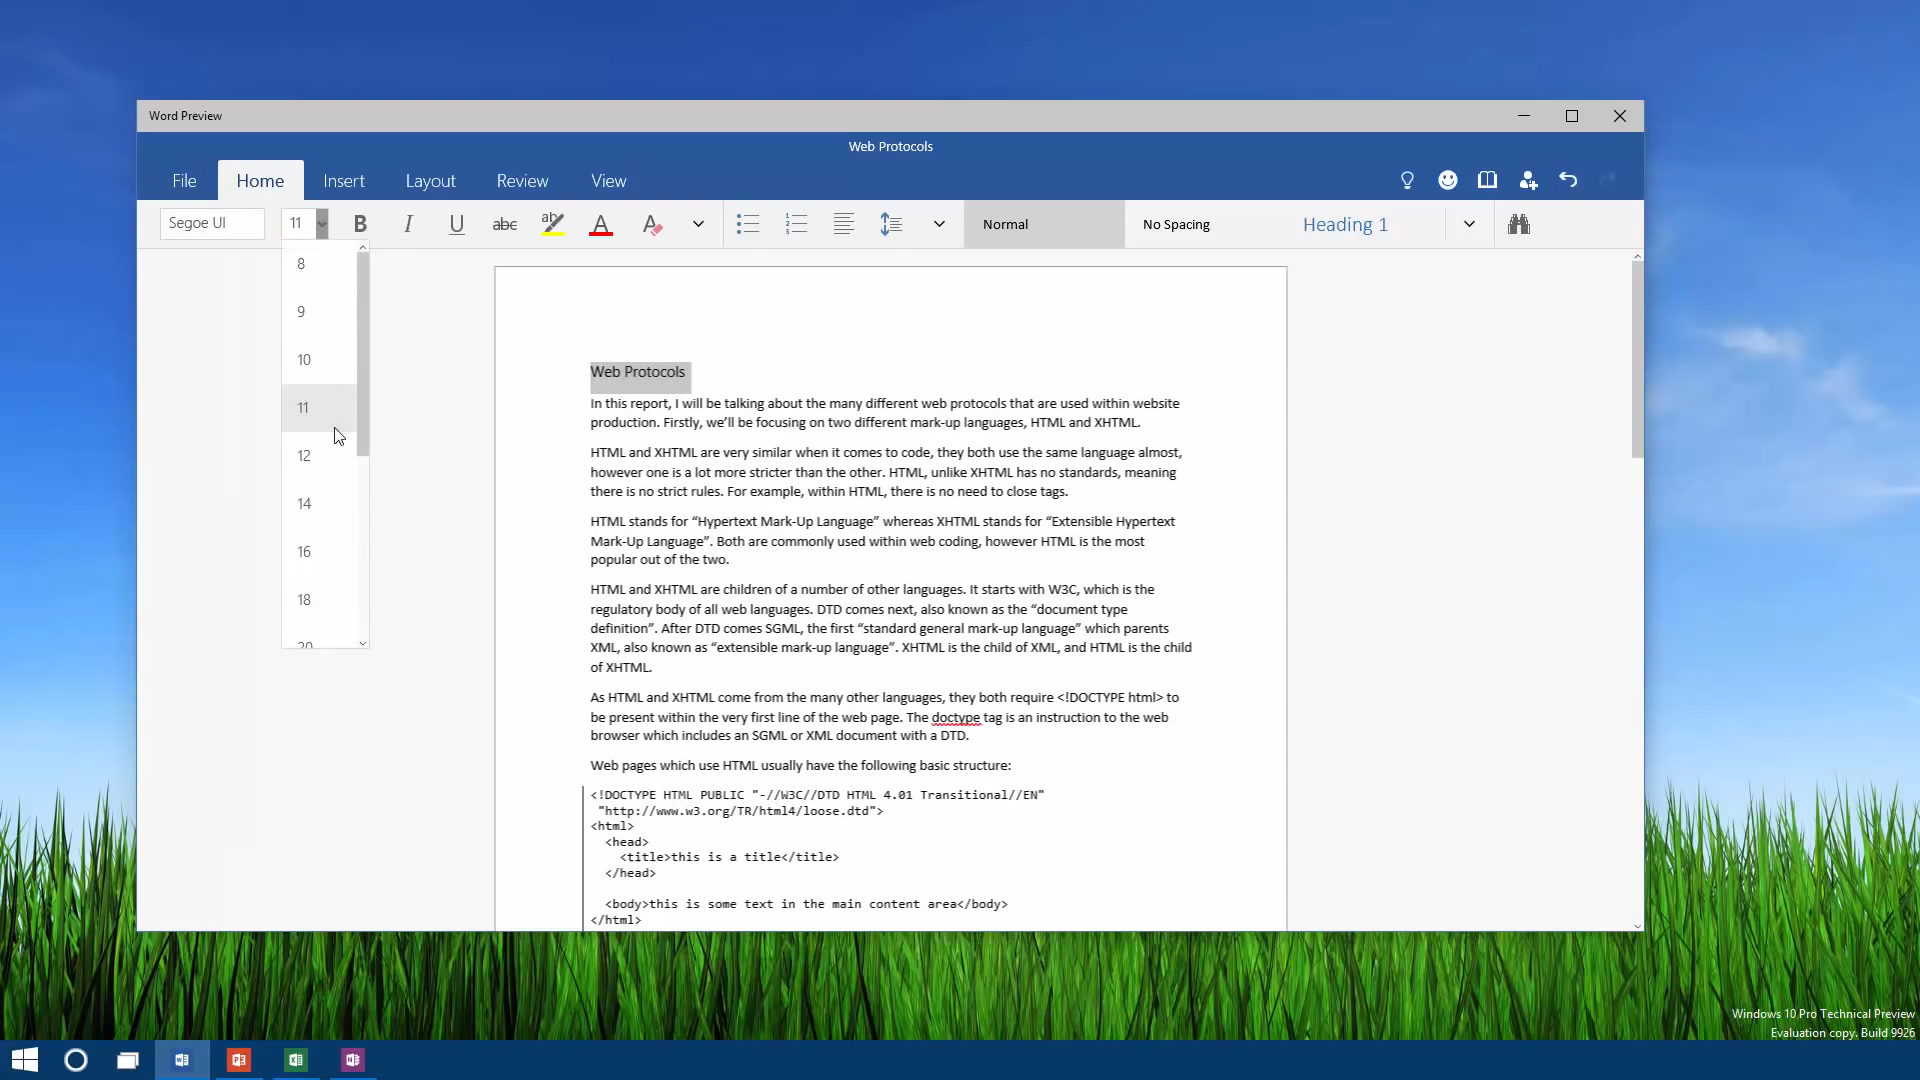 Word Preview
Web Protocols
File Home Insert Layout Review View
Segoe UI 11 B I U abc ab A A Normal No Spacing Heading 1
8
9
10
11
12
14
16
18
20
Web Protocols
In this report, I will be talking about the many different web protocols that are used within website
production. Firstly, we’ll be focusing on two different mark-up languages, HTML and XHTML.
HTML and XHTML are very similar when it comes to code, they both use the same language almost,
however one is a lot more stricter than the other. HTML, unlike XHTML has no standards, meaning
there is no strict rules. For example, within HTML, there is no need to close tags.
HTML stands for “Hypertext Mark-Up Language” whereas XHTML stands for “Extensible Hypertext
Mark-Up Language”. Both are commonly used within web coding, however HTML is the most
popular out of the two.
HTML and XHTML are children of a number of other languages. It starts with W3C, which is the
regulatory body of all web languages. DTD comes next, also known as the “document type
definition”. After DTD comes SGML, the first “standard general mark-up language” which parents
XML, also known as “extensible mark-up language”. XHTML is the child of XML, and HTML is the child
of XHTML.
As HTML and XHTML come from the many other languages, they both require <!DOCTYPE html> to
be present within the very first line of the web page. The doctype tag is an instruction to the web
browser which includes an SGML or XML document with a DTD.
Web pages which use HTML usually have the following basic structure:
<!DOCTYPE HTML PUBLIC "-//W3C//DTD HTML 4.01 Transitional//EN"
"http://www.w3.org/TR/html4/loose.dtd">
<html>
<head>
<title>this is a title</title>
</head>
<body>this is some text in the main content area</body>
</html>
Windows 10 Pro Technical Preview
Evaluation copy. Build 9926